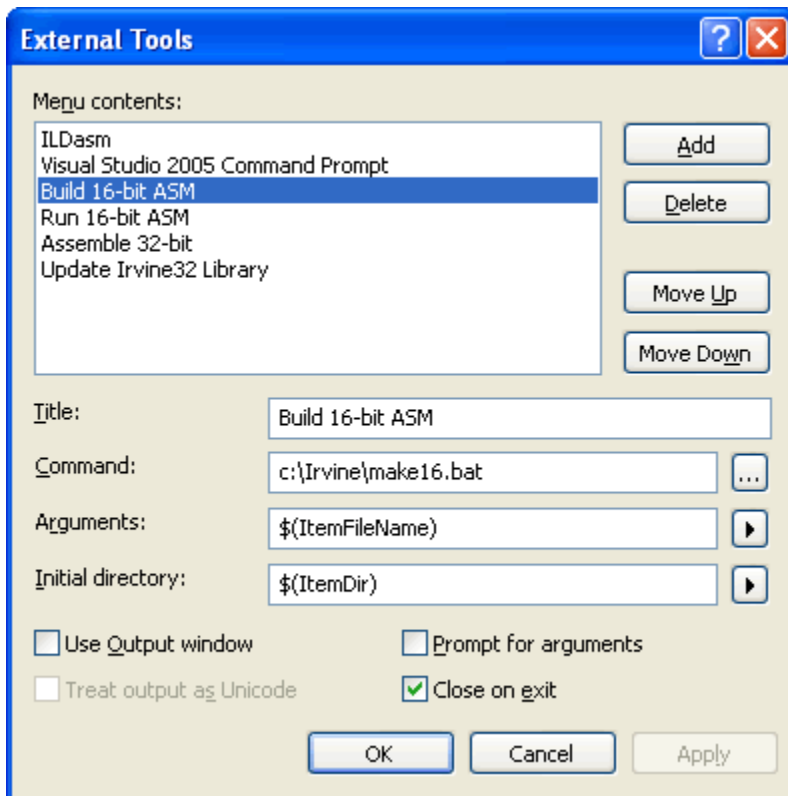 External Tools
Menu contents:
ILDasm
Visual Studio 2005 Command Prompt
Build 16-bit ASM
Run 16-bit ASM
Assemble 32-bit
Update Irvine32 Library
Add
Delete
Move Up
Move Down
Title:
Build 16-bit ASM
Command:
c:\Irvine\make16.bat
...
Arguments:
$(ItemFileName)
Initial directory:
$(ItemDir)
Use Output window
Prompt for arguments
Treat output as Unicode
Close on exit
OK
Cancel
Apply